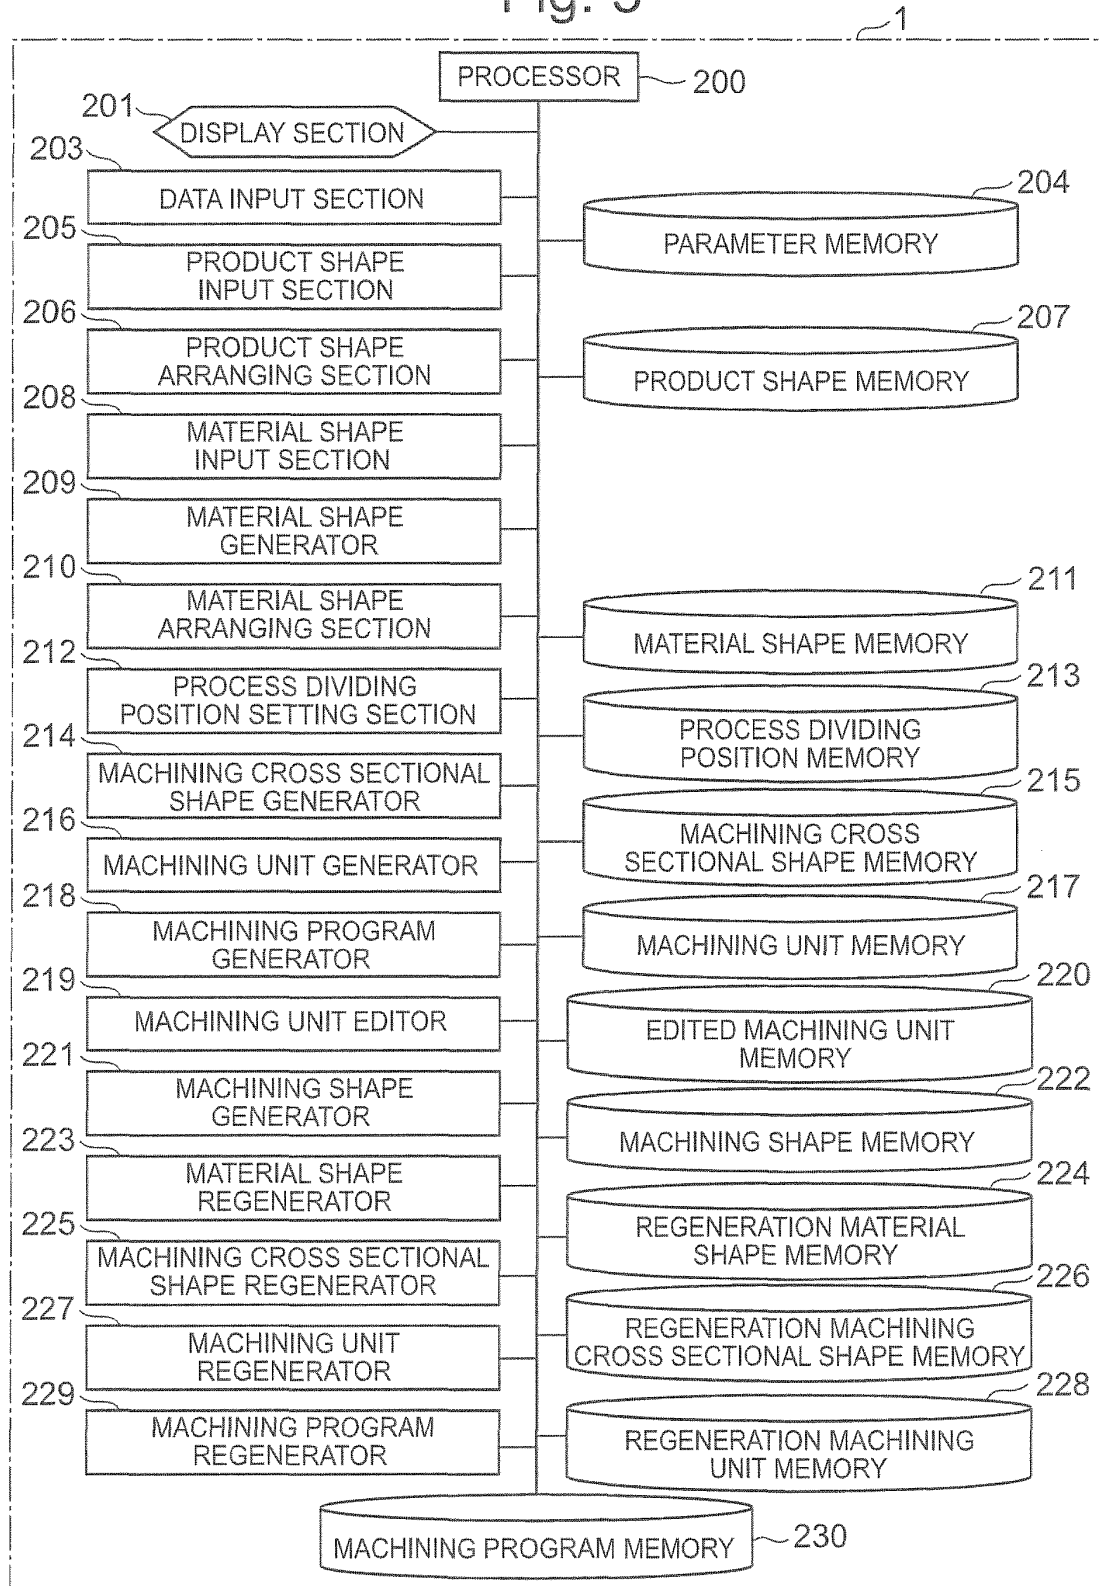 Fig. 3
1
PROCESSOR
200
201
DISPLAY SECTION
203
DATA INPUT SECTION
204
PARAMETER MEMORY
205
PRODUCT SHAPE
INPUT SECTION
206
PRODUCT SHAPE
ARRANGING SECTION
207
PRODUCT SHAPE MEMORY
208
MATERIAL SHAPE
INPUT SECTION
209
MATERIAL SHAPE
GENERATOR
210
MATERIAL SHAPE
ARRANGING SECTION
211
MATERIAL SHAPE MEMORY
212
PROCESS DIVIDING
POSITION SETTING SECTION
213
PROCESS DIVIDING
POSITION MEMORY
214
MACHINING CROSS SECTIONAL
SHAPE GENERATOR
215
MACHINING CROSS
SECTIONAL SHAPE MEMORY
216
MACHINING UNIT GENERATOR
217
MACHINING UNIT MEMORY
218
MACHINING PROGRAM
GENERATOR
219
MACHINING UNIT EDITOR
220
EDITED MACHINING UNIT
MEMORY
221
MACHINING SHAPE
GENERATOR
222
MACHINING SHAPE MEMORY
223
MATERIAL SHAPE
REGENERATOR
224
REGENERATION MATERIAL
SHAPE MEMORY
225
MACHINING CROSS SECTIONAL
SHAPE REGENERATOR
226
REGENERATION MACHINING
CROSS SECTIONAL SHAPE MEMORY
227
MACHINING UNIT
REGENERATOR
228
REGENERATION MACHINING
UNIT MEMORY
229
MACHINING PROGRAM
REGENERATOR
MACHINING PROGRAM MEMORY
230